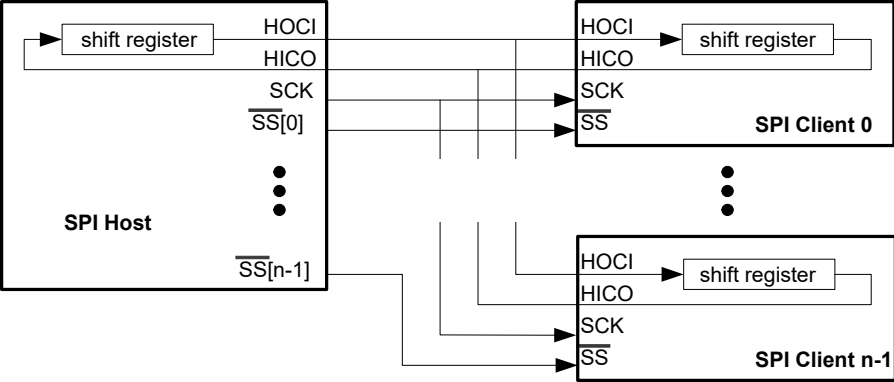 shift register
HOCI
HICO
SCK
SS[0]
SPI Host
SS[n-1]
HOCI
shift register
HICO
SCK
SS
SPI Client 0
HOCI
shift register
HICO
SCK
SS
SPI Client n-1